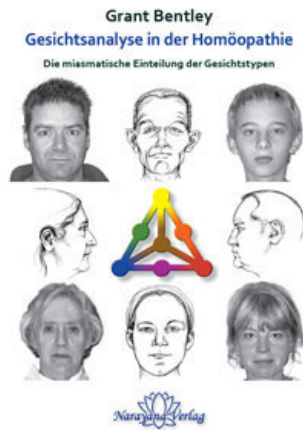 Grant Bentley
Gesichtsanalyse in der Homöopathie
Die miasmatische Einteilung der Gesichtstypen
Narayana Verlag